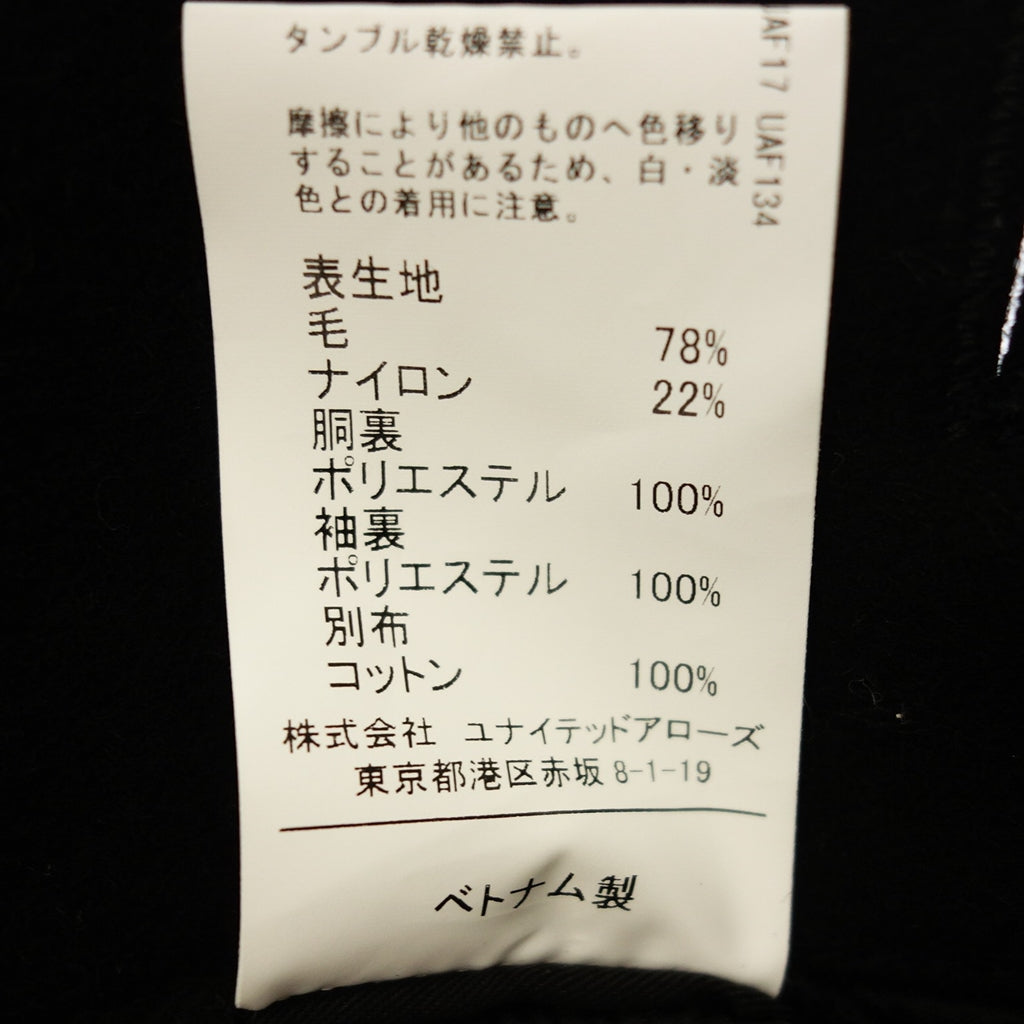 タンブル乾燥禁止。
摩擦により他のものへ色移り
することがあるため、白・淡
色との着用に注意。
表生地
毛 78%
ナイロン 22%
胴裏
ポリエステル 100%
袖裏
ポリエステル 100%
別布
コットン 100%
株式会社 ユナイテッドアローズ
東京都港区赤坂 8-1-19
ベトナム製
UAF134